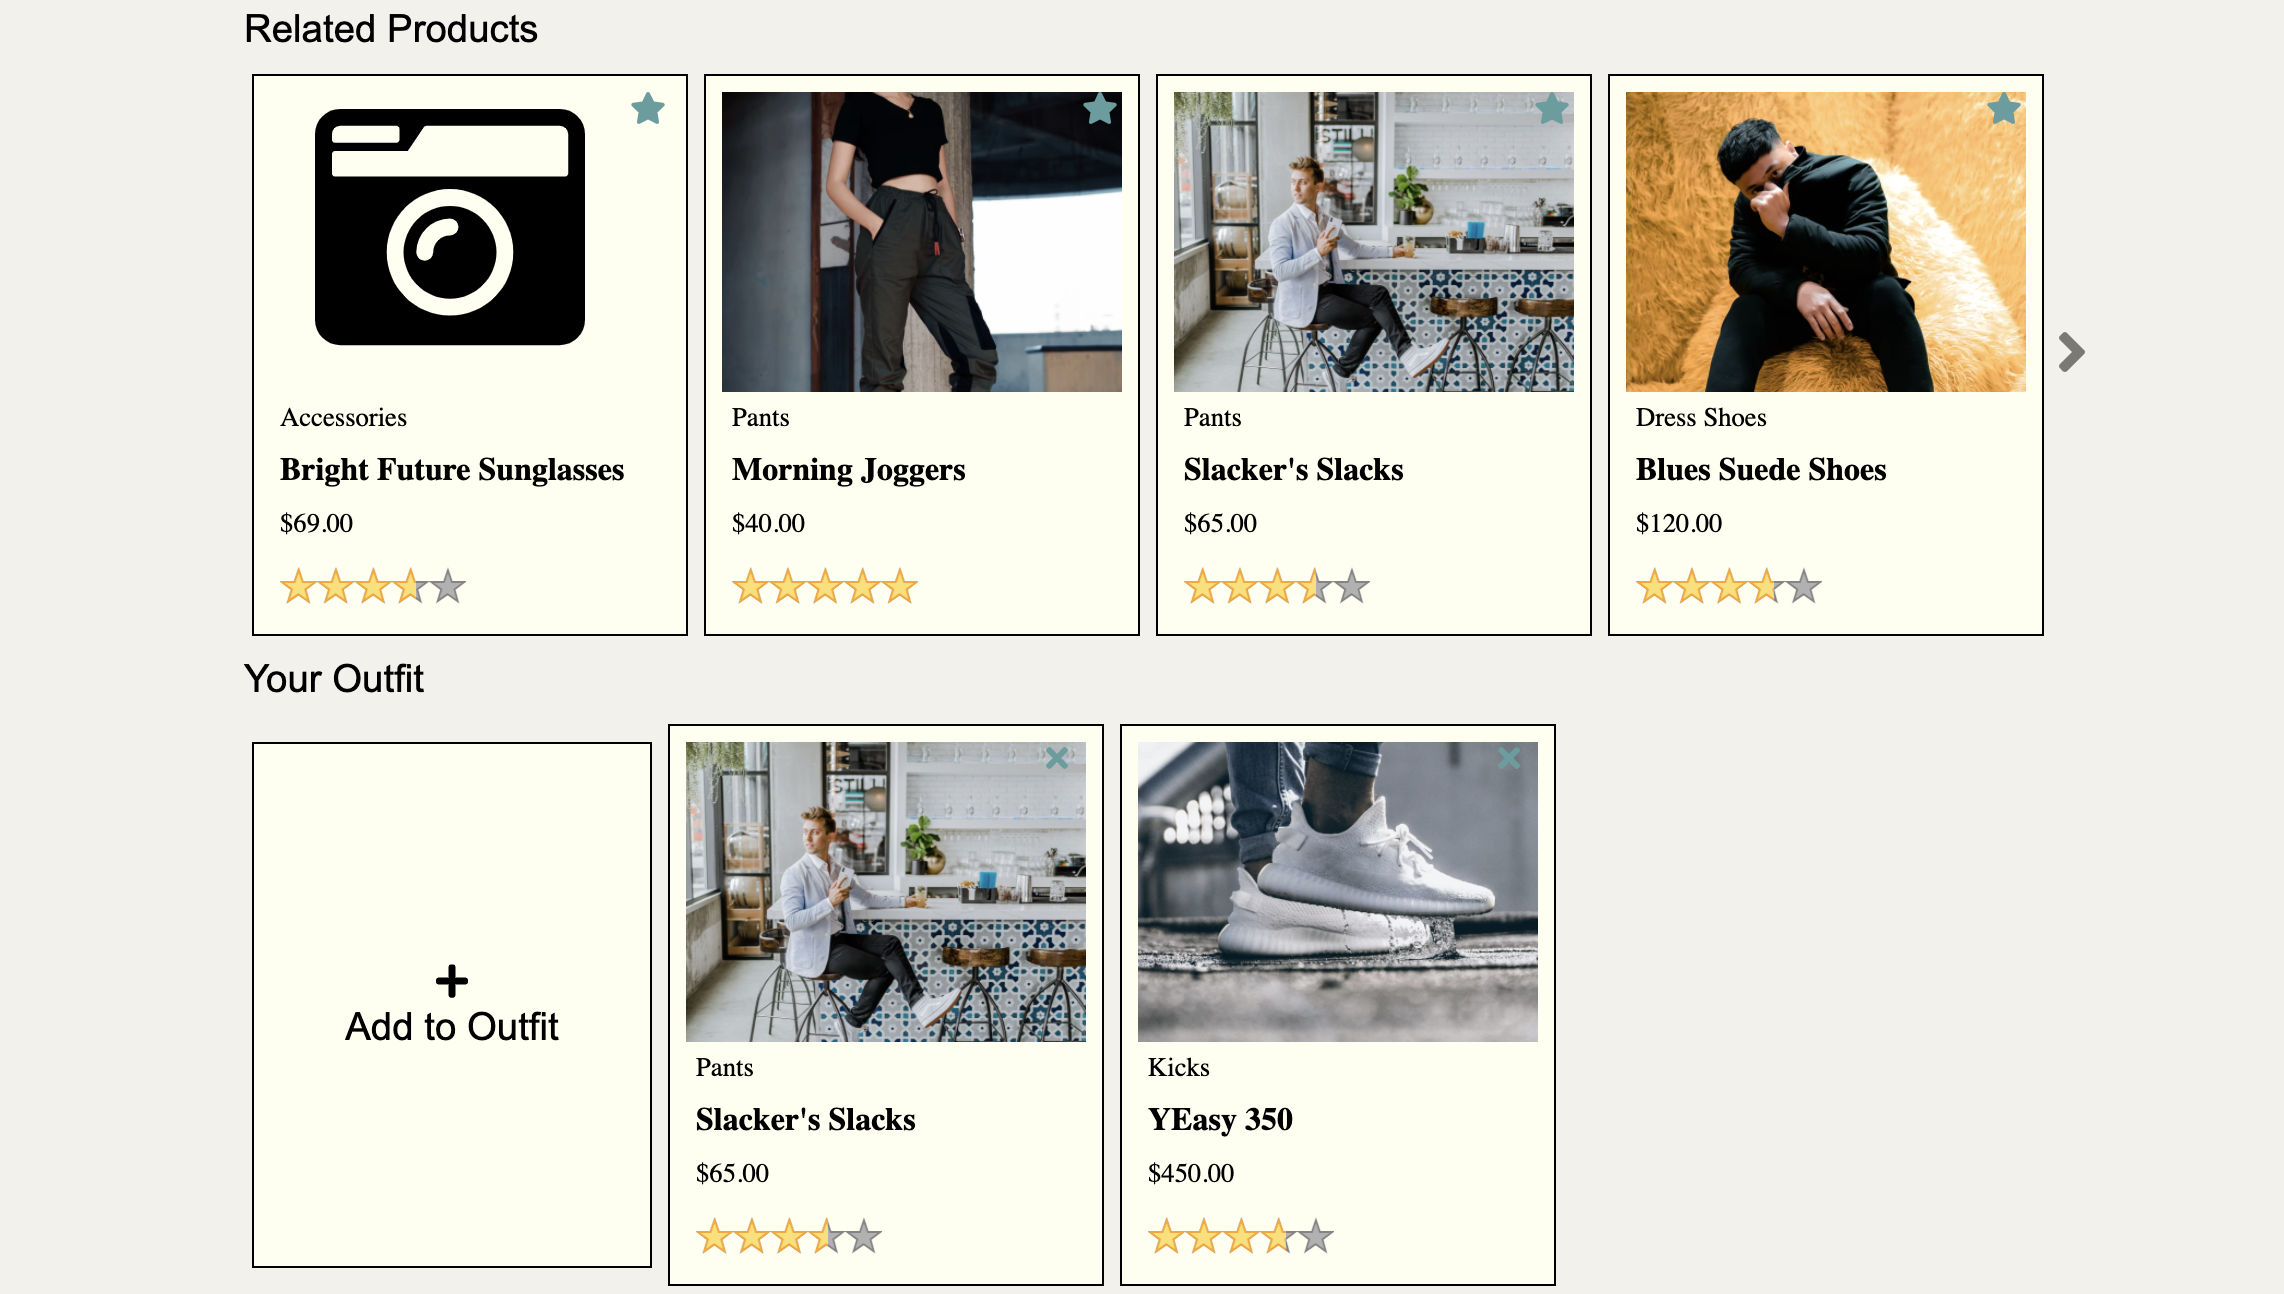 Related Products
Accessories
Bright Future Sunglasses
$69.00
Pants
Morning Joggers
$40.00
STILL
Pants
Slacker's Slacks
$65.00
Dress Shoes
Blues Suede Shoes
$120.00
Your Outfit
Add to Outfit
STILL
Pants
Slacker's Slacks
$65.00
Kicks
YEasy 350
$450.00